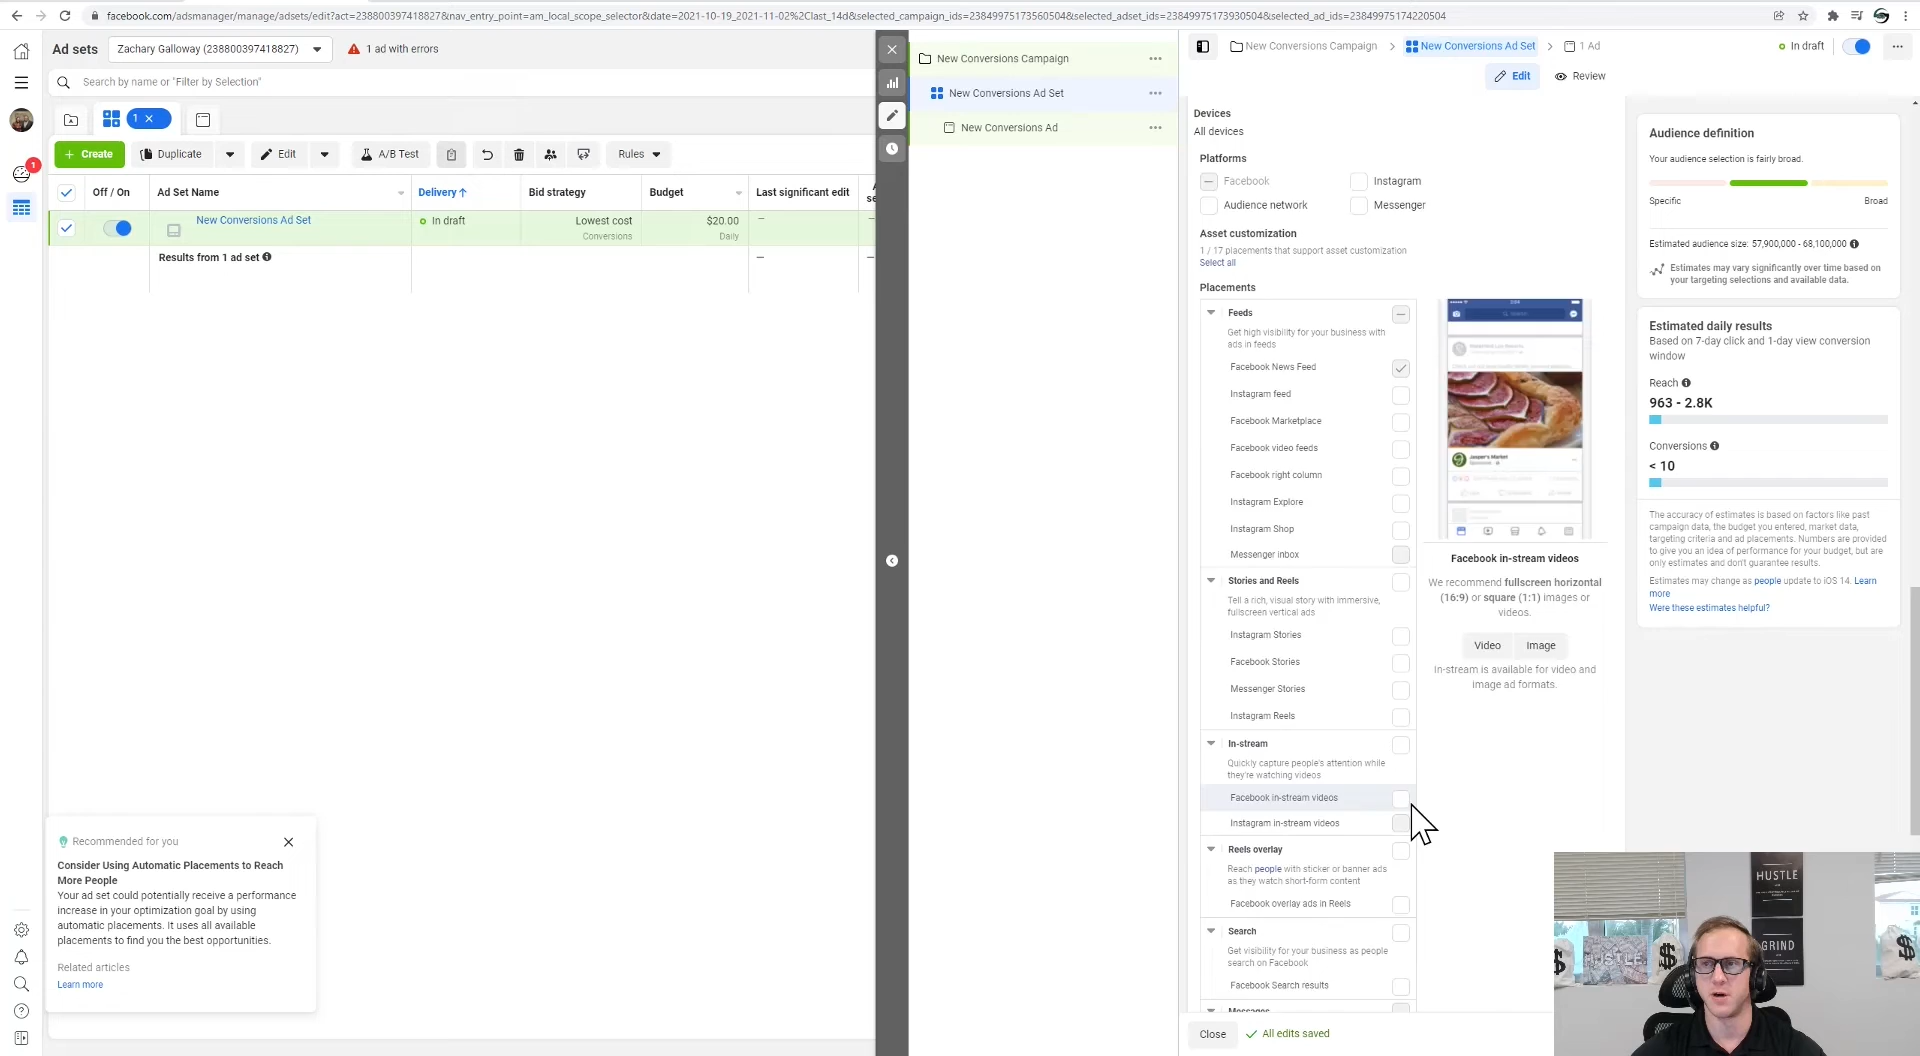 facebook.com/adsmanager/manage/adsets/edit?act=238800397418827&nav_entry_point=am_local_scope_selector&date=2021-10-19_2021-11-02%2Clast_14d&selected_campaign_ids=23849975173560504&selected_adset_ids=23849975173930504&selected_ad_ids=23849975174220504
Ad sets
Zachary Galloway (238800397418827)
1 ad with errors
Search by name or "Filter by Selection"
1
1
Create
Duplicate
Edit
A/B Test
Rules
Off / On
Ad Set Name
Delivery
Bid strategy
Budget
Last significant edit
New Conversions Ad Set
In draft
Lowest cost
Conversions
$20.00
Daily
Results from 1 ad set
Recommended for you
Consider Using Automatic Placements to Reach
More People
Your ad set could potentially receive a performance
increase in your optimization goal by using
automatic placements. It uses all available
placements to find you the best opportunities.
Related articles
Learn more
New Conversions Campaign
New Conversions Ad Set
New Conversions Ad
New Conversions Campaign
New Conversions Ad Set
1 Ad
In draft
Edit
Review
Devices
All devices
Platforms
Facebook
Instagram
Audience network
Messenger
Asset customization
1 / 17 placements that support asset customization
Select all
Placements
Feeds
Get high visibility for your business with
ads in feeds
Facebook News Feed
Instagram feed
Facebook Marketplace
Facebook video feeds
Facebook right column
Instagram Explore
Instagram Shop
Messenger inbox
Stories and Reels
Tell a rich, visual story with immersive,
fullscreen vertical ads
Instagram Stories
Facebook Stories
Messenger Stories
Instagram Reels
In-stream
Quickly capture people's attention while
they're watching videos
Facebook in-stream videos
Instagram in-stream videos
Reels overlay
Reach people with sticker or banner ads
as they watch short-form content
Facebook overlay ads in Reels
Search
Get visibility for your business as people
search on Facebook
Facebook Search results
Messages
Jasper's Market
Facebook in-stream videos
We recommend fullscreen horizontal
(16:9) or square (1:1) images or
videos.
Video
Image
In-stream is available for video and
image ad formats.
Close
All edits saved
Audience definition
Your audience selection is fairly broad.
Specific
Broad
Estimated audience size: 57,900,000 - 68,100,000
Estimates may vary significantly over time based on
your targeting selections and available data.
Estimated daily results
Based on 7-day click and 1-day view conversion
window
Reach
963 - 2.8K
Conversions
< 10
The accuracy of estimates is based on factors like past
campaign data, the budget you entered, market data,
targeting criteria and ad placements. Numbers are provided
to give you an idea of performance for your budget, but are
only estimates and don't guarantee results.
Estimates may change as people update to iOS 14. Learn
more
Were these estimates helpful?
HUSTLE
GRIND
HUSTLE
$
$
$